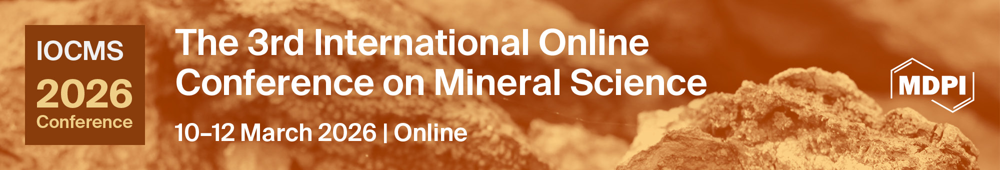 IOCMS
2026
Conference
The 3rd International Online
Conference on Mineral Science
10–12 March 2026 | Online
MDPI